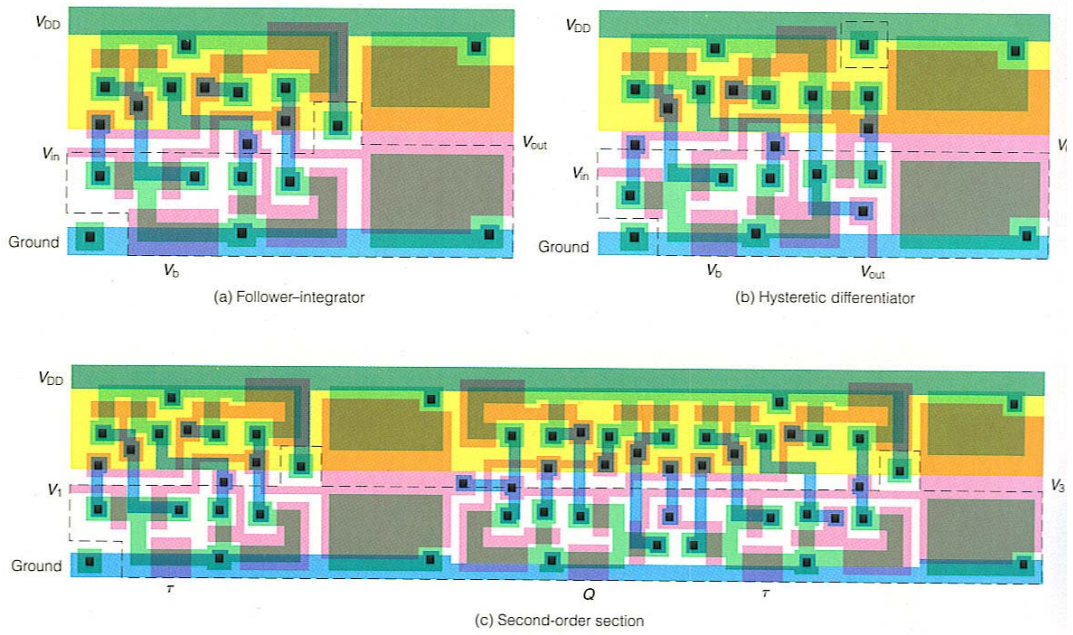 VDD
Vin
Vout
Ground
Vb
(a) Follower–integrator
VDD
Vin
Ground
Vb
Vout
(b) Hysteretic differentiator
VDD
V1
V3
Ground
τ
Q
τ
(c) Second-order section